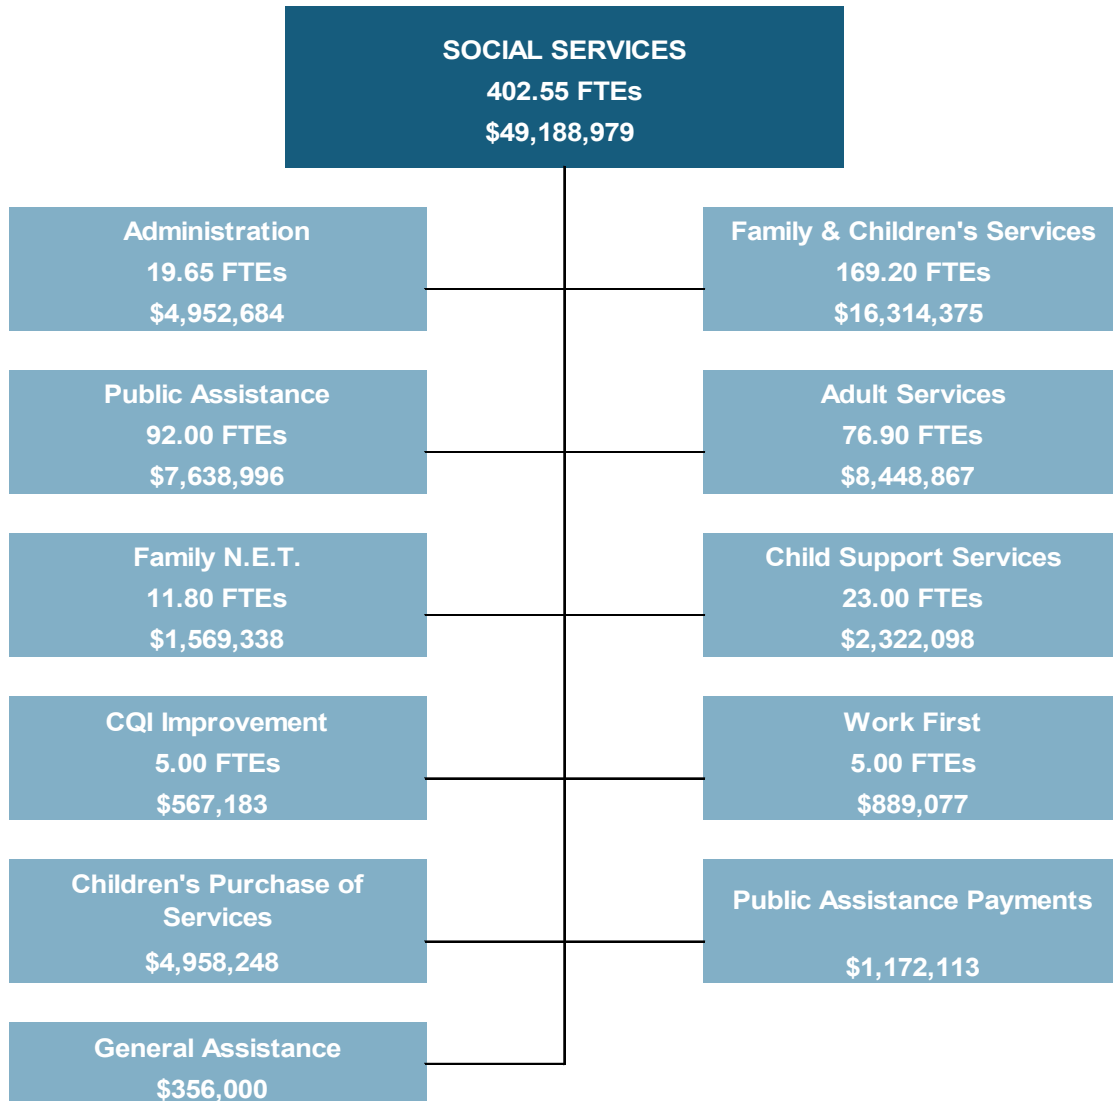 SOCIAL SERVICES
402.55 FTEs
$49,188,979
Administration
19.65 FTEs
$4,952,684
Family & Children's Services
169.20 FTEs
$16,314,375
Public Assistance
92.00 FTEs
$7,638,996
Adult Services
76.90 FTEs
$8,448,867
Family N.E.T.
11.80 FTEs
$1,569,338
Child Support Services
23.00 FTEs
$2,322,098
CQI Improvement
5.00 FTEs
$567,183
Work First
5.00 FTEs
$889,077
Children's Purchase of
Services
$4,958,248
Public Assistance Payments
$1,172,113
General Assistance
$356,000